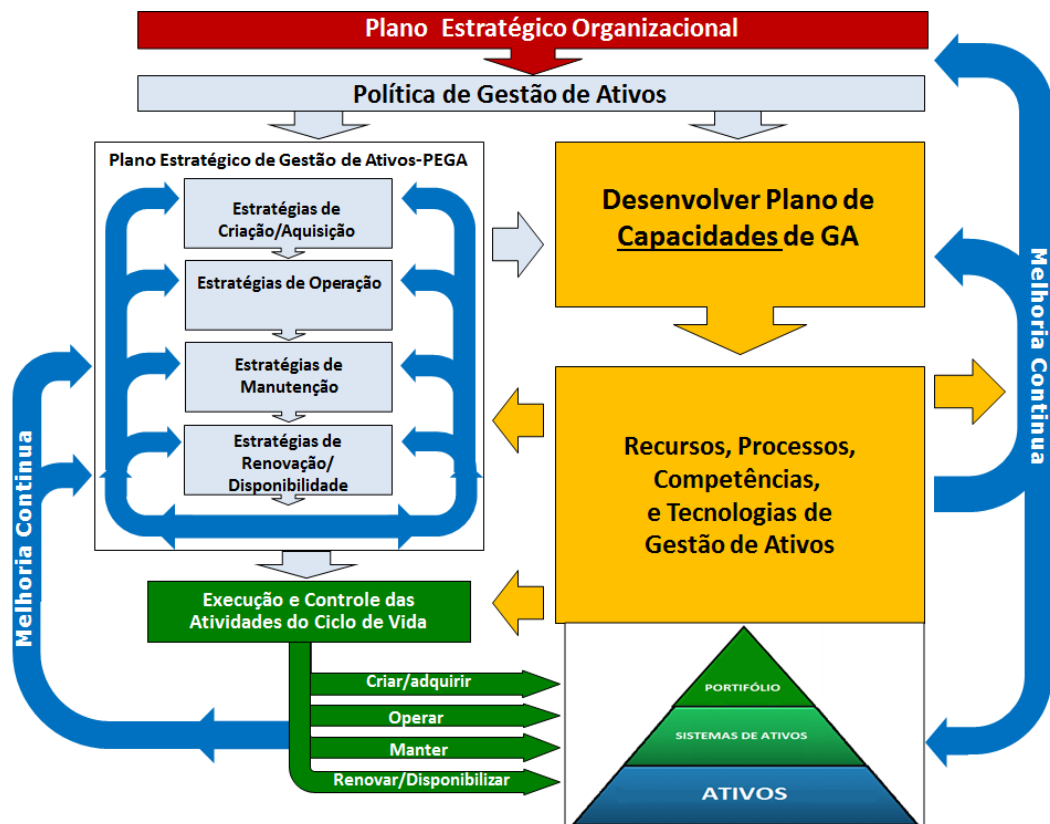 Plano Estratégico Organizacional
Política de Gestão de Ativos
Plano Estratégico de Gestão de Ativos-PEGA
Estratégias de
Criação/Aquisição
Estratégias de Operação
Estratégias de
Manutenção
Estratégias de
Renovação/
Disponibilidade
Desenvolver Plano de
Capacidades de GA
Recursos, Processos,
Competências,
e Tecnologias de
Gestão de Ativos
Melhoria Continua
Melhoria Continua
Execução e Controle das
Atividades do Ciclo de Vida
Criar/adquirir
Operar
Manter
Renovar/Disponibilizar
PORTIFÓLIO
SISTEMAS DE ATIVOS
ATIVOS